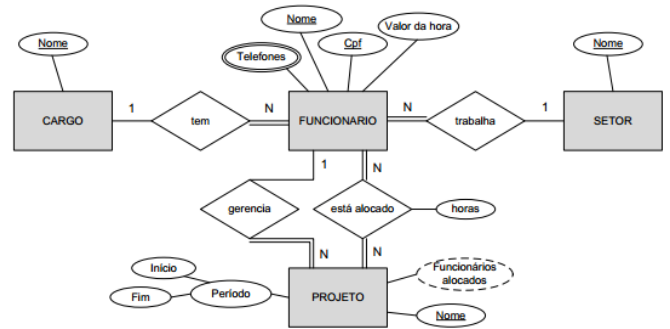 Nome
Telefones
Nome
Cpf
Valor da hora
Nome
CARGO
1
tem
N
FUNCIONARIO
N
trabalha
1
SETOR
1
N
gerencia
está alocado
horas
N
N
Início
Fim
Período
PROJETO
Funcionários
alocados
Nome